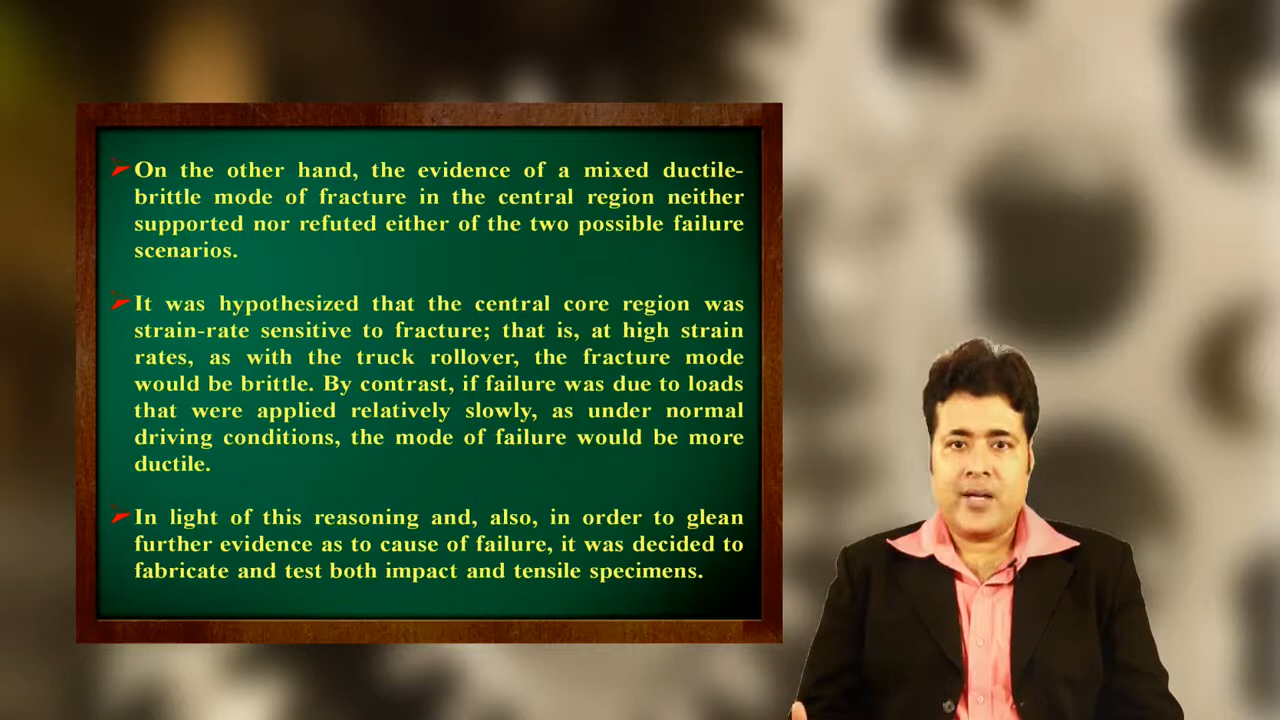 On the other hand, the evidence of a mixed ductile-
brittle mode of fracture in the central region neither
supported nor refuted either of the two possible failure
scenarios.
It was hypothesized that the central core region was
strain-rate sensitive to fracture; that is, at high strain
rates, as with the truck rollover, the fracture mode
would be brittle. By contrast, if failure was due to loads
that were applied relatively slowly, as under normal
driving conditions, the mode of failure would be more
ductile.
In light of this reasoning and, also, in order to glean
further evidence as to cause of failure, it was decided to
fabricate and test both impact and tensile specimens.